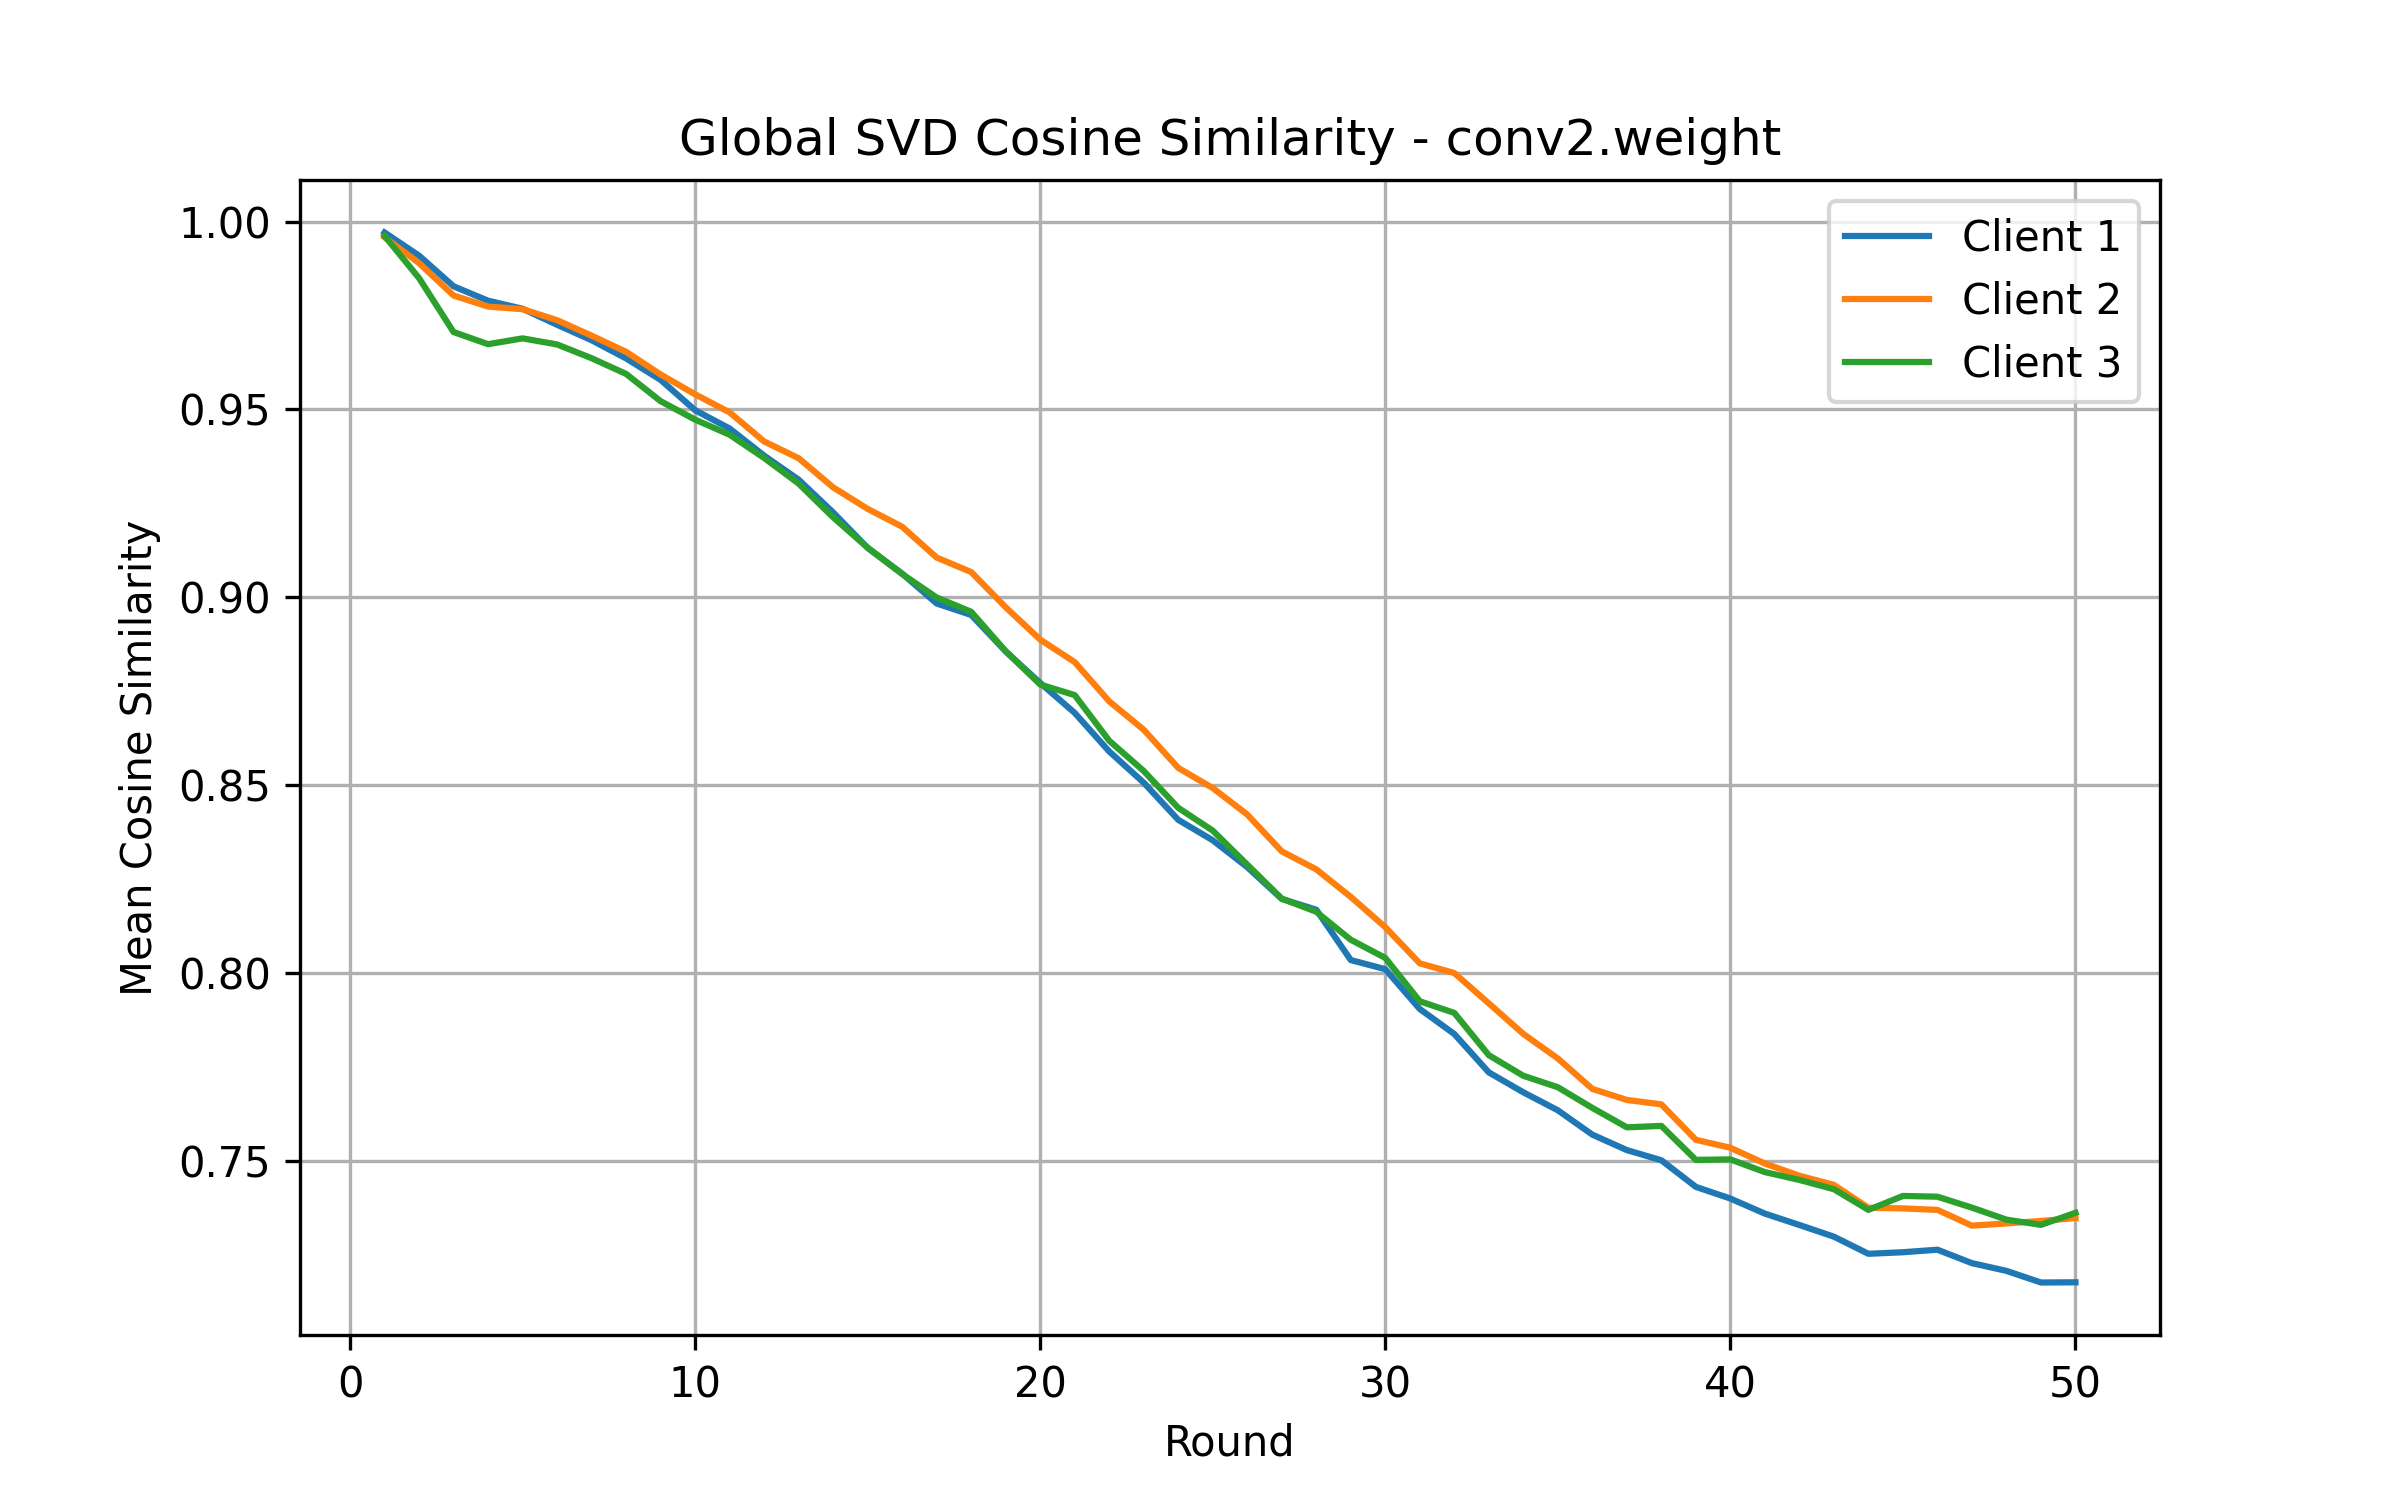 Global SVD Cosine Similarity - conv2.weight
1.00
0.95
0.90
0.85
0.80
0.75
Mean Cosine Similarity
Client 1
Client 2
Client 3
0 10 20 30 40 50
Round